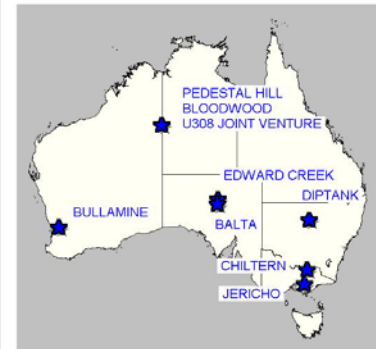 PEDESTAL HILL
BLOODWOOD
U308 JOINT VENTURE
EDWARD CREEK
DIPTANK
BULLAMINE
BALTA
CHILTERN
JERICHO